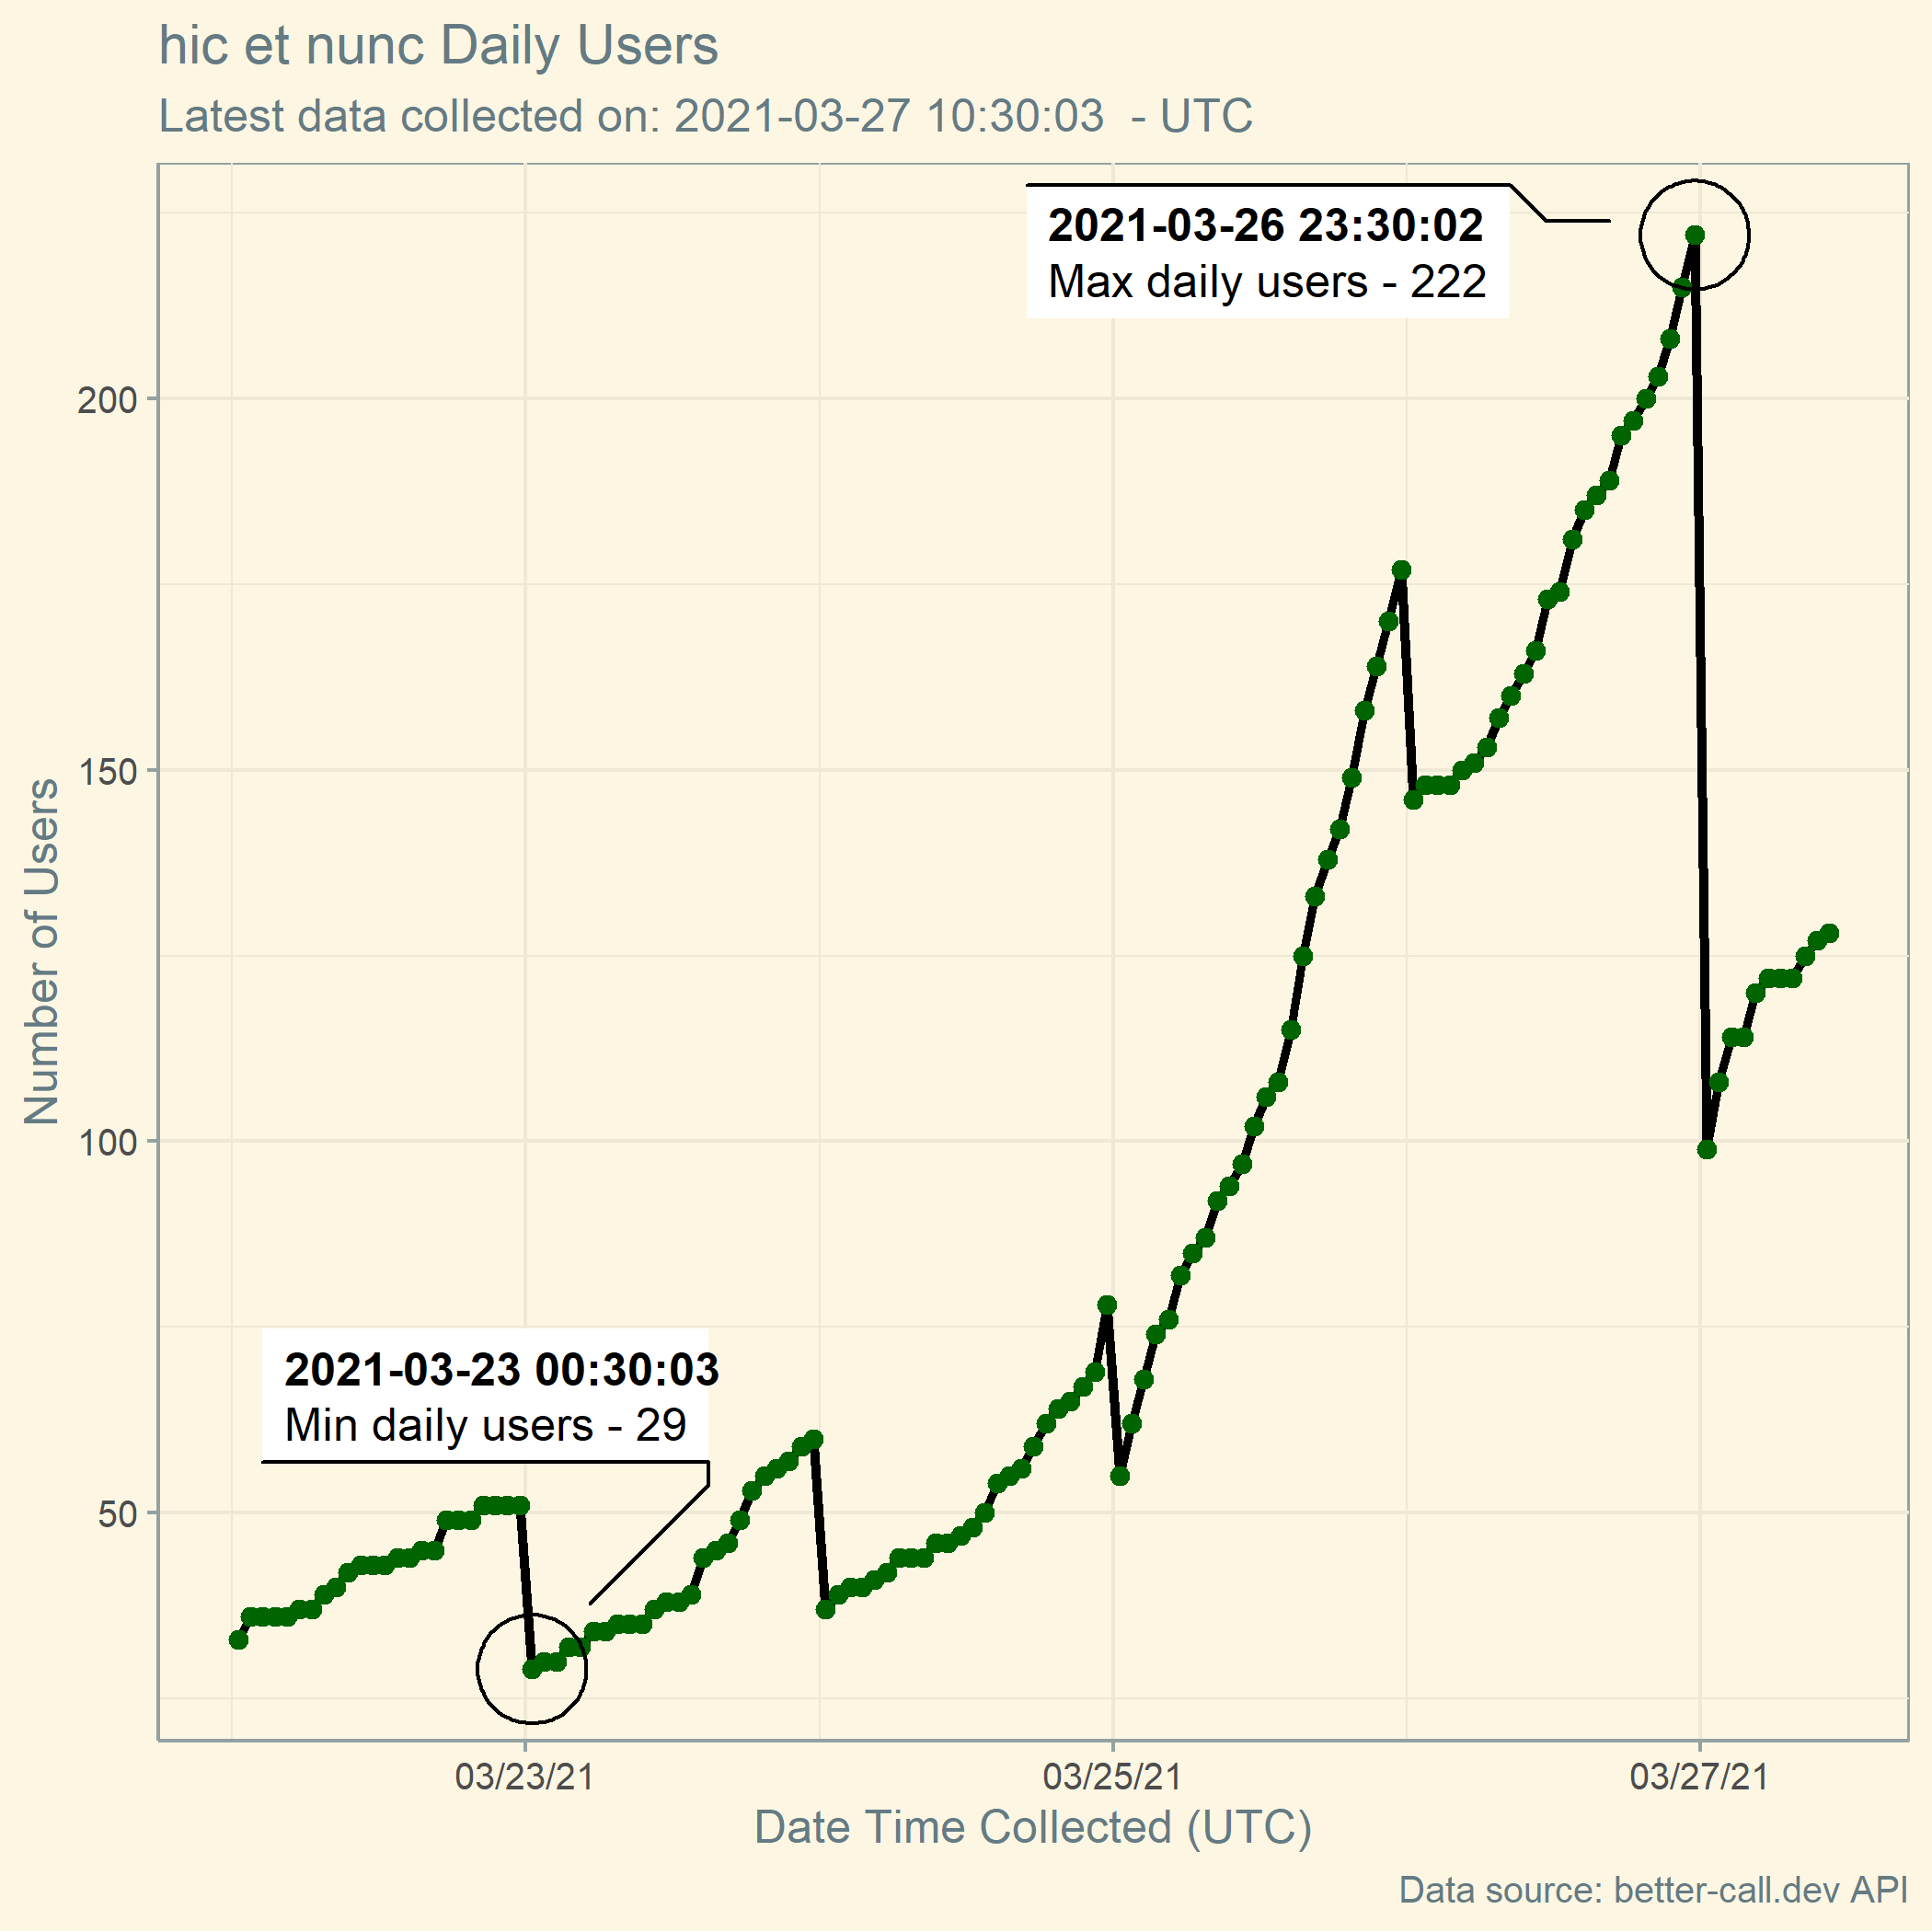 hic et nunc Daily Users
Latest data collected on: 2021-03-27 10:30:03  - UTC
2021-03-26 23:30:02
Max daily users - 222
200
150
100
50
Number of Users
2021-03-23 00:30:03
Min daily users - 29
03/23/21
03/25/21
03/27/21
Date Time Collected (UTC)
Data source: better-call.dev API